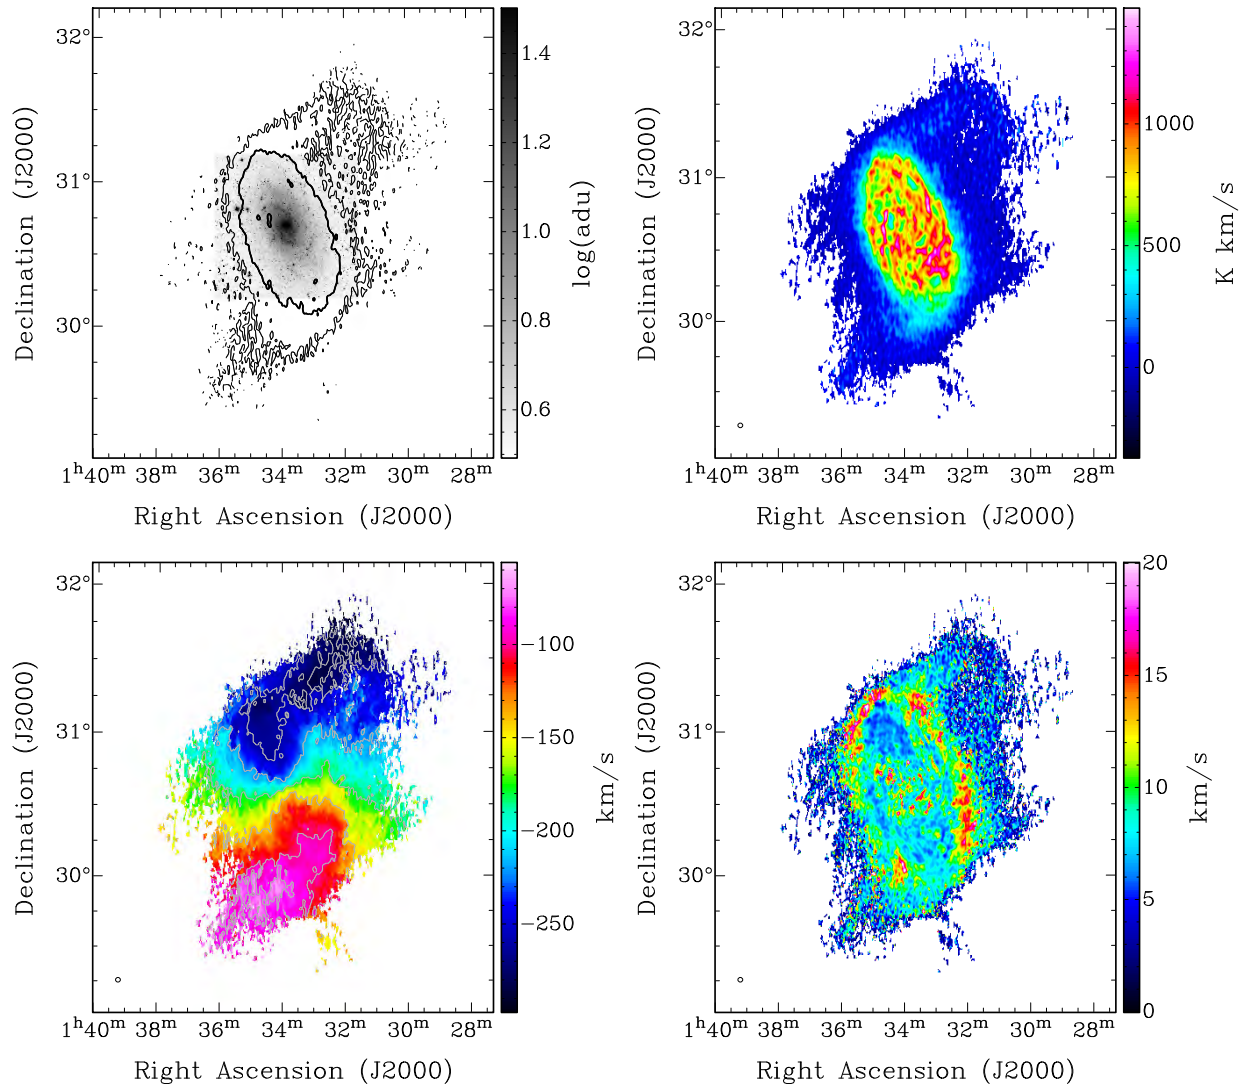 32°
31°
30°
Declination (J2000)
1ʰ40ᵐ 38ᵐ 36ᵐ 34ᵐ 32ᵐ 30ᵐ 28ᵐ
Right Ascension (J2000)
1.4
1.2
1.0
0.8
0.6
log(adu)
32°
31°
30°
Declination (J2000)
1ʰ40ᵐ 38ᵐ 36ᵐ 34ᵐ 32ᵐ 30ᵐ 28ᵐ
Right Ascension (J2000)
1000
500
0
K km/s
32°
31°
30°
Declination (J2000)
1ʰ40ᵐ 38ᵐ 36ᵐ 34ᵐ 32ᵐ 30ᵐ 28ᵐ
Right Ascension (J2000)
−100
−150
−200
−250
km/s
32°
31°
30°
Declination (J2000)
1ʰ40ᵐ 38ᵐ 36ᵐ 34ᵐ 32ᵐ 30ᵐ 28ᵐ
Right Ascension (J2000)
20
15
10
5
0
km/s